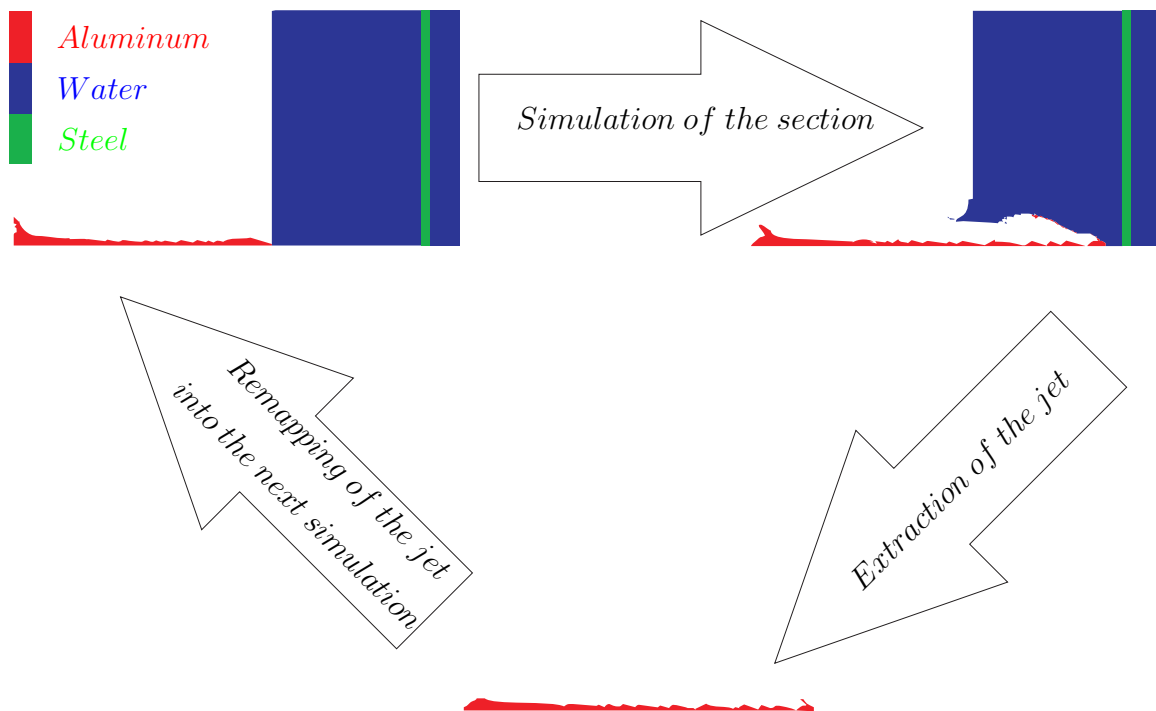 Aluminum
Water
Steel
Simulation of the section
Extraction of the jet
Remapping of the jet
into the next simulation